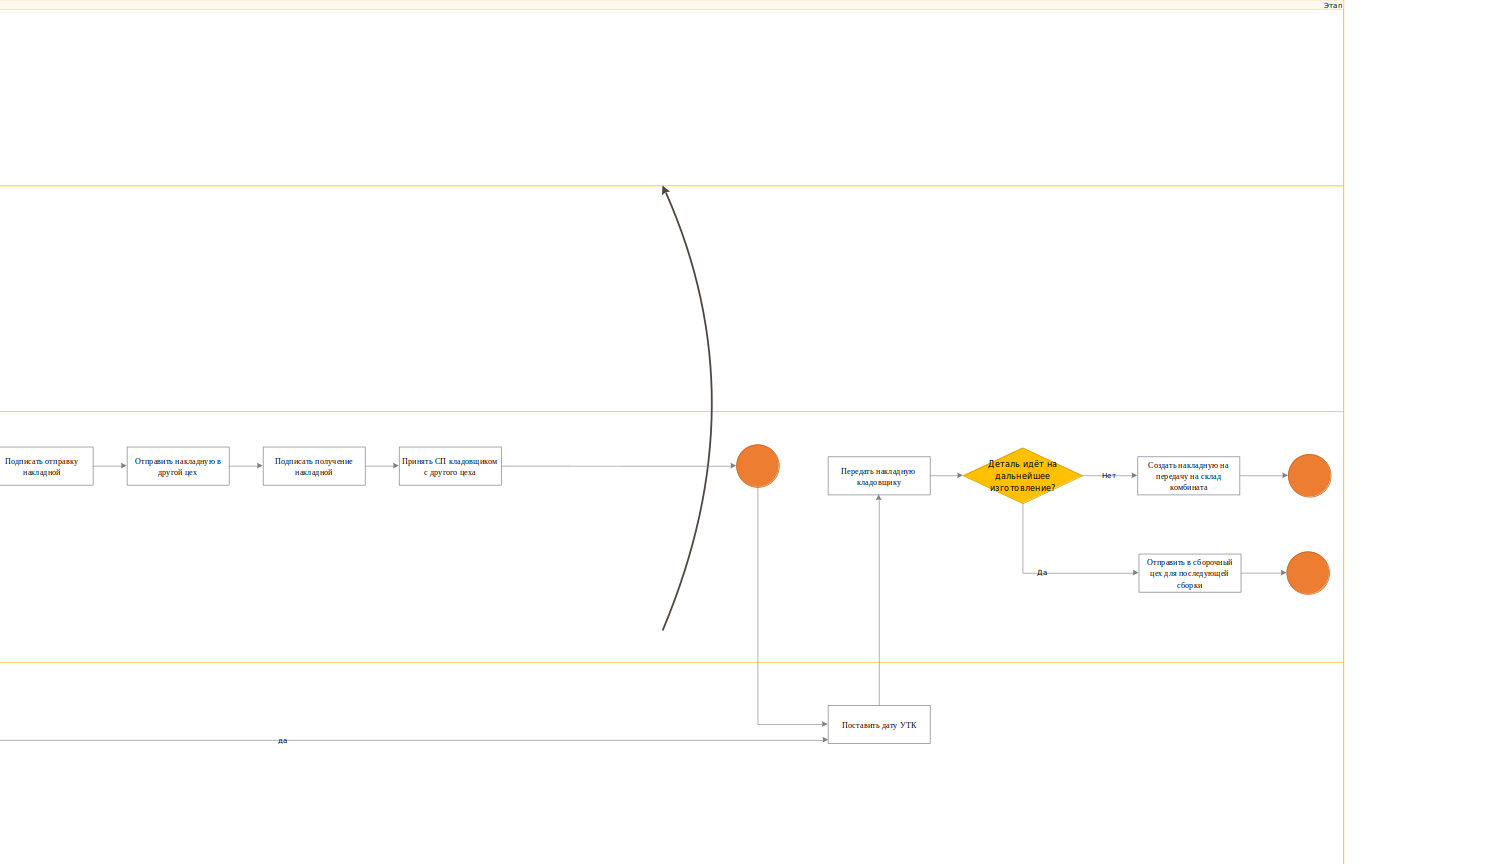 Этап
Подписать отправку
накладной
Отправить накладную в
другой цех
Подписать получение
накладной
Принять СП кладовщиком
с другого цеха
Передать накладную
кладовщику
Деталь идёт на
дальнейшее
изготовление?
Нет
Создать накладную на
передачу на склад
комбината
Да
Отправить в сборочный
цех для последующей
сборки
Поставить дату УТК
да